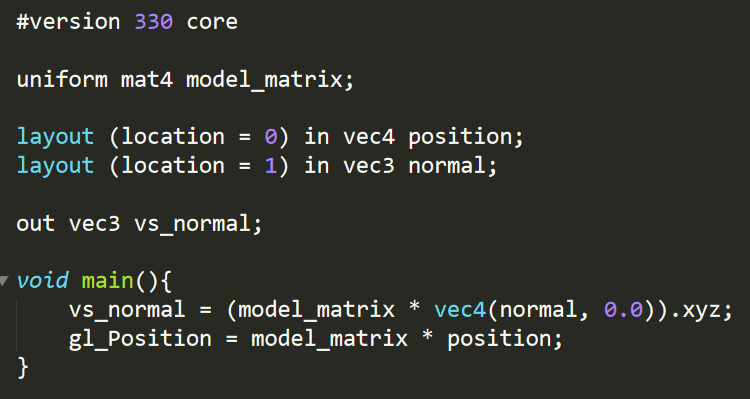 #version 330 core
uniform mat4 model_matrix;
layout (location = 0) in vec4 position;
layout (location = 1) in vec3 normal;
out vec3 vs_normal;
void main(){
vs_normal = (model_matrix * vec4(normal, 0.0)).xyz;
gl_Position = model_matrix * position;
}